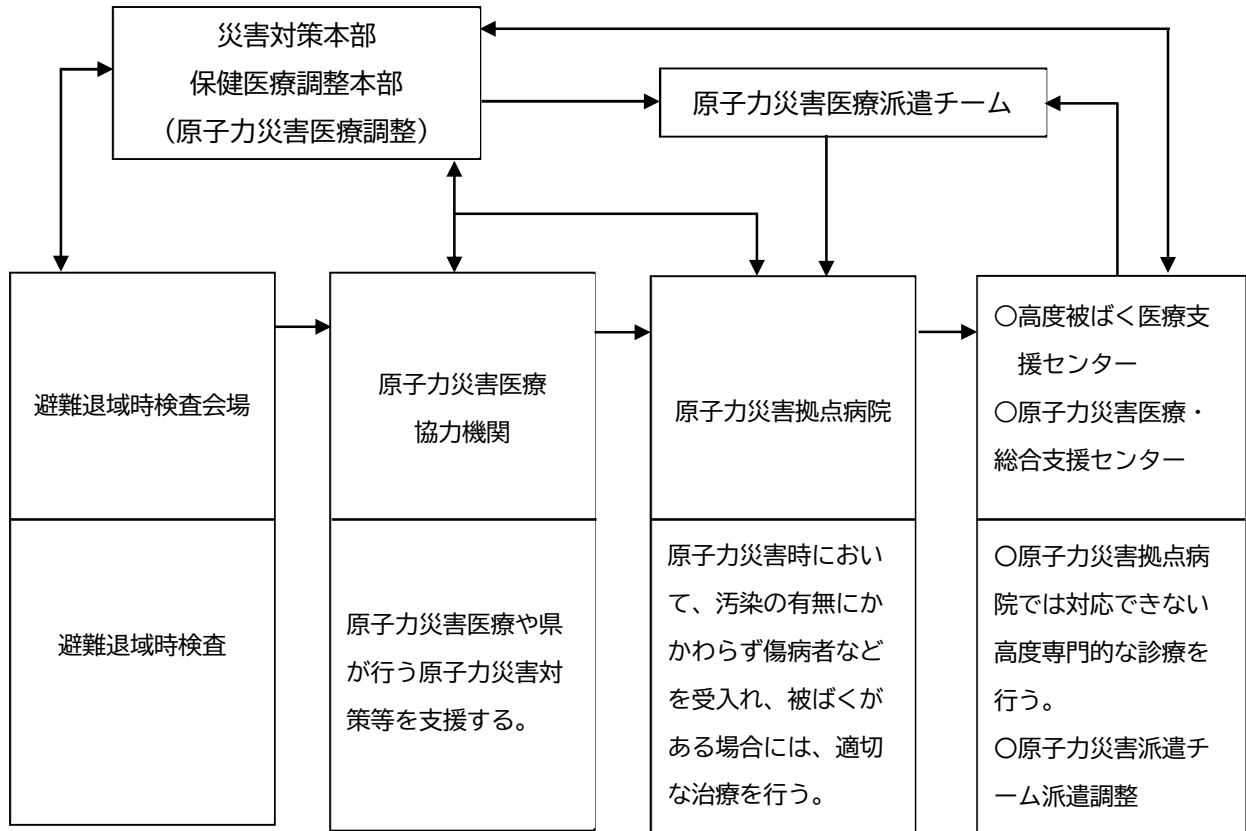 災害対策本部
保健医療調整本部
（原子力災害医療調整）
原子力災害医療派遣チーム
避難退域時検査会場
原子力災害医療
協力機関
原子力災害拠点病院
〇高度被ばく医療支
援センター
〇原子力災害医療・
総合支援センター
避難退域時検査
原子力災害医療や県
が行う原子力災害対
策等を支援する。
原子力災害時におい
て、汚染の有無にか
かわらず傷病者など
を受入れ、被ばくが
ある場合には、適切
な治療を行う。
〇原子力災害拠点病
院では対応できない
高度専門的な診療を
行う。
〇原子力災害派遣チ
ーム派遣調整